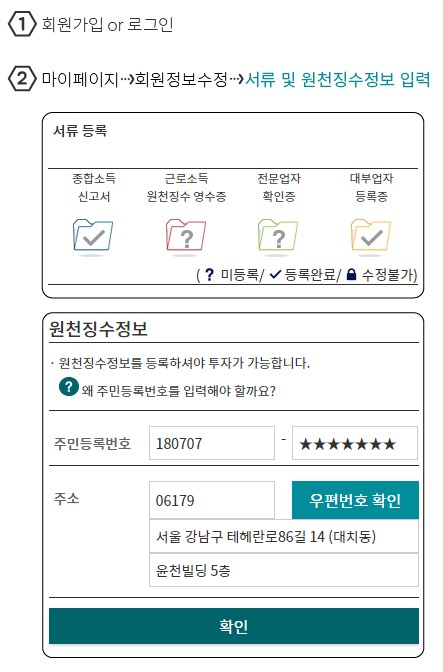 1 회원가입 or 로그인
2 마이페이지···›회원정보수정···›서류 및 원천징수정보 입력
서류 등록
종합소득 신고서
근로소득 원천징수 영수증
전문업자 확인증
대부업자 등록증
? ?
( ? 미등록/ ✓ 등록완료/ 수정불가)
원천징수정보
· 원천징수정보를 등록하셔야 투자가 가능합니다.
? 왜 주민등록번호를 입력해야 할까요?
주민등록번호 180707 - ★★★★★★★
주소 06179 우편번호 확인
서울 강남구 테헤란로86길 14 (대치동)
윤천빌딩 5층
확인